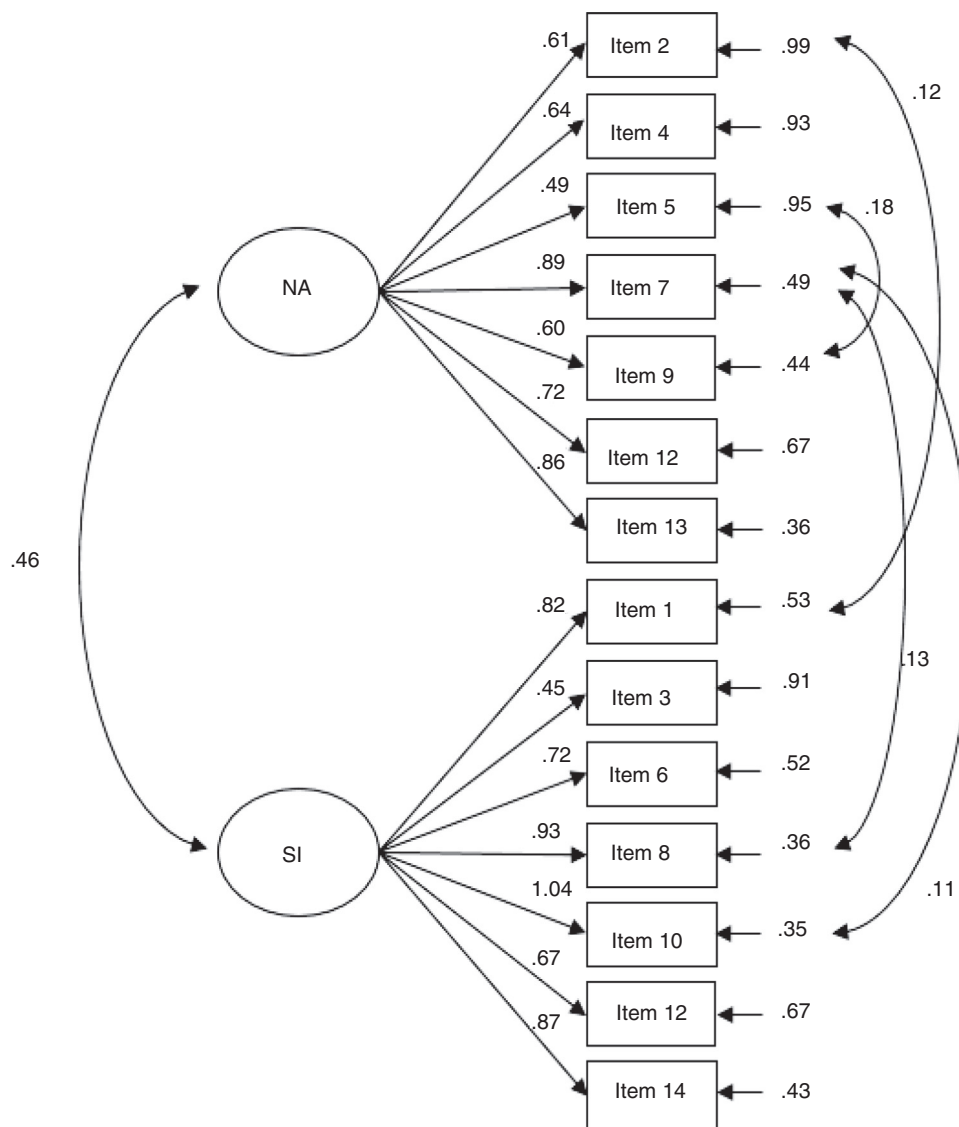 .61
Item 2
.99
.12
.64
Item 4
.93
.49
Item 5
.95
.18
.89
NA
Item 7
.49
.60
Item 9
.44
.72
Item 12
.67
.86
Item 13
.36
.46
.82
Item 1
.53
.13
.45
Item 3
.91
.72
Item 6
.52
.93
SI
Item 8
.36
.11
1.04
Item 10
.35
.67
Item 12
.67
.87
Item 14
.43